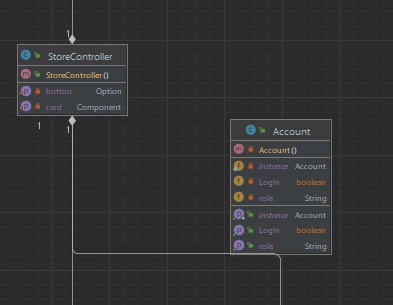 StoreController
StoreController()
button Option
card Component
1 1
Account
Account()
instance Account
LogIn boolean
role String
instance Account
LogIn boolean
role String